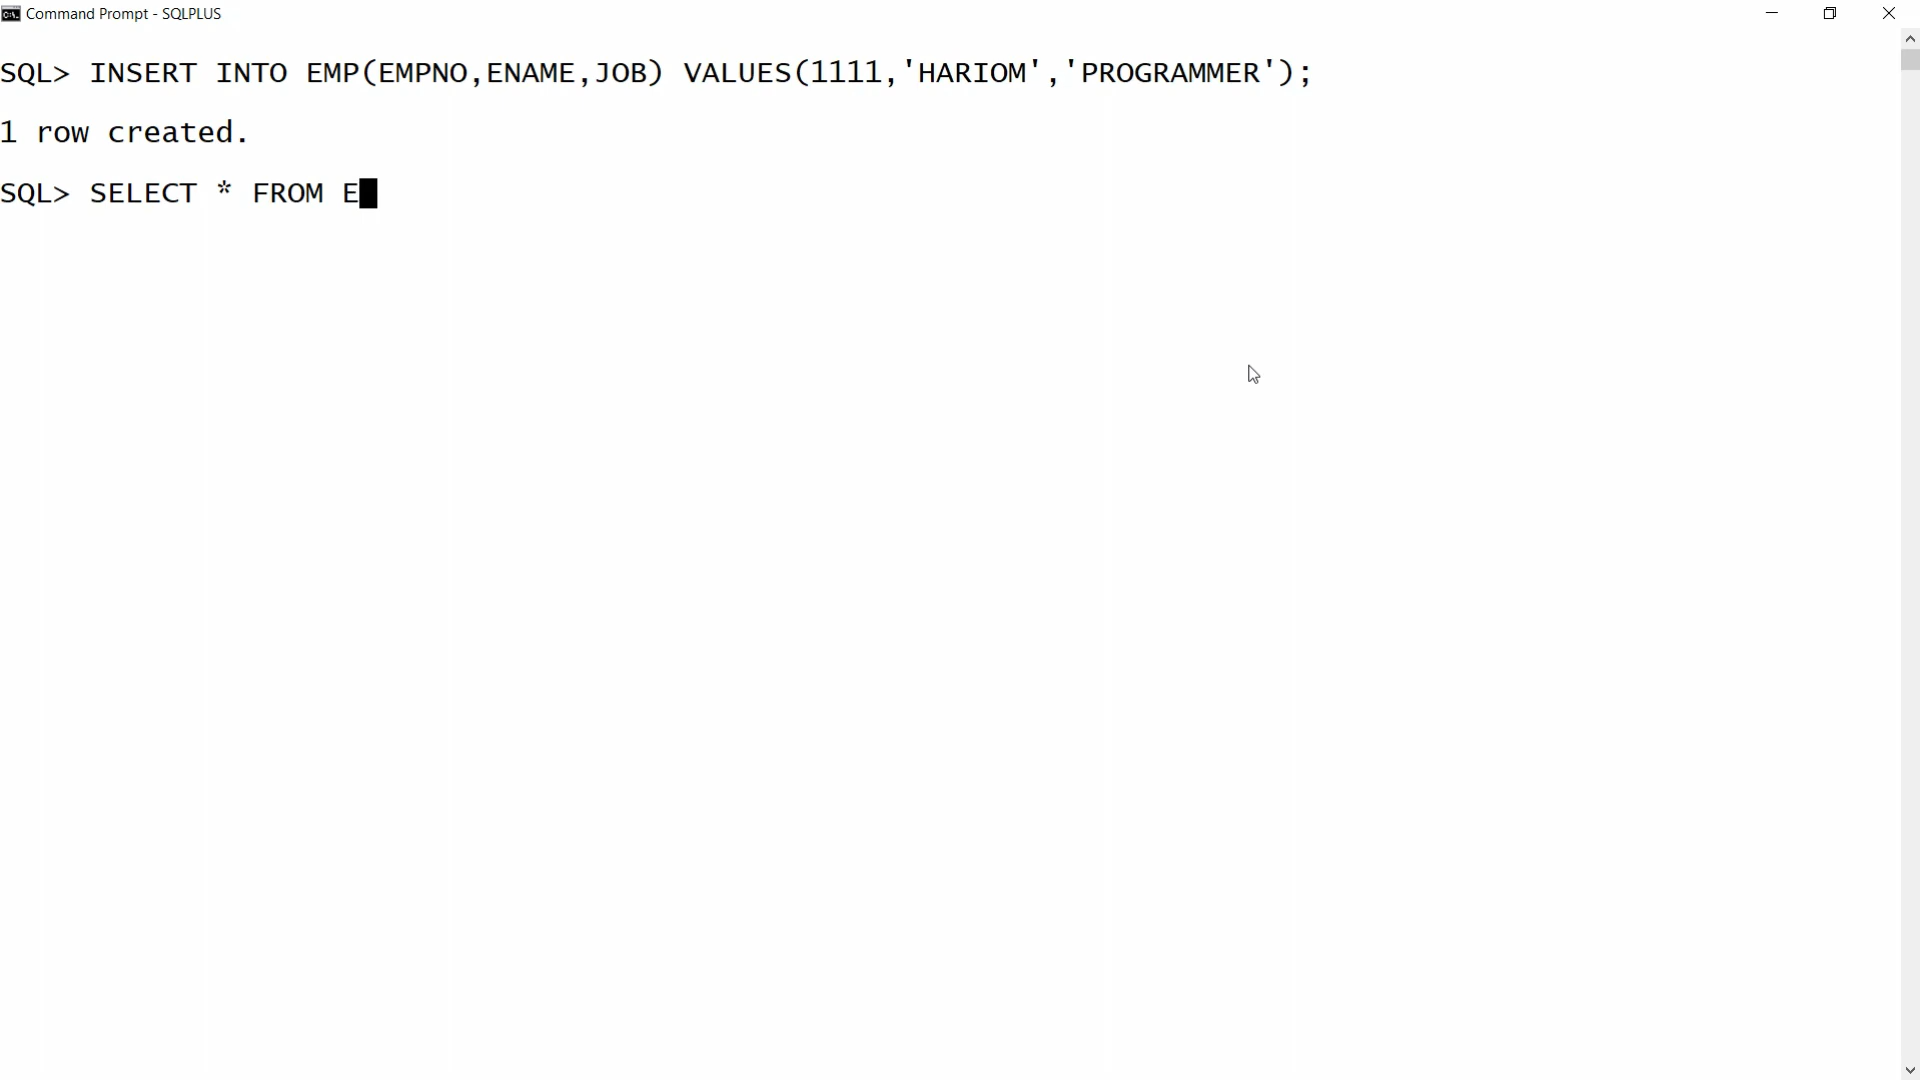 Command Prompt - SQLPLUS
SQL> INSERT INTO EMP(EMPNO,ENAME,JOB) VALUES(1111,'HARIOM','PROGRAMMER');
1 row created.
SQL> SELECT * FROM E